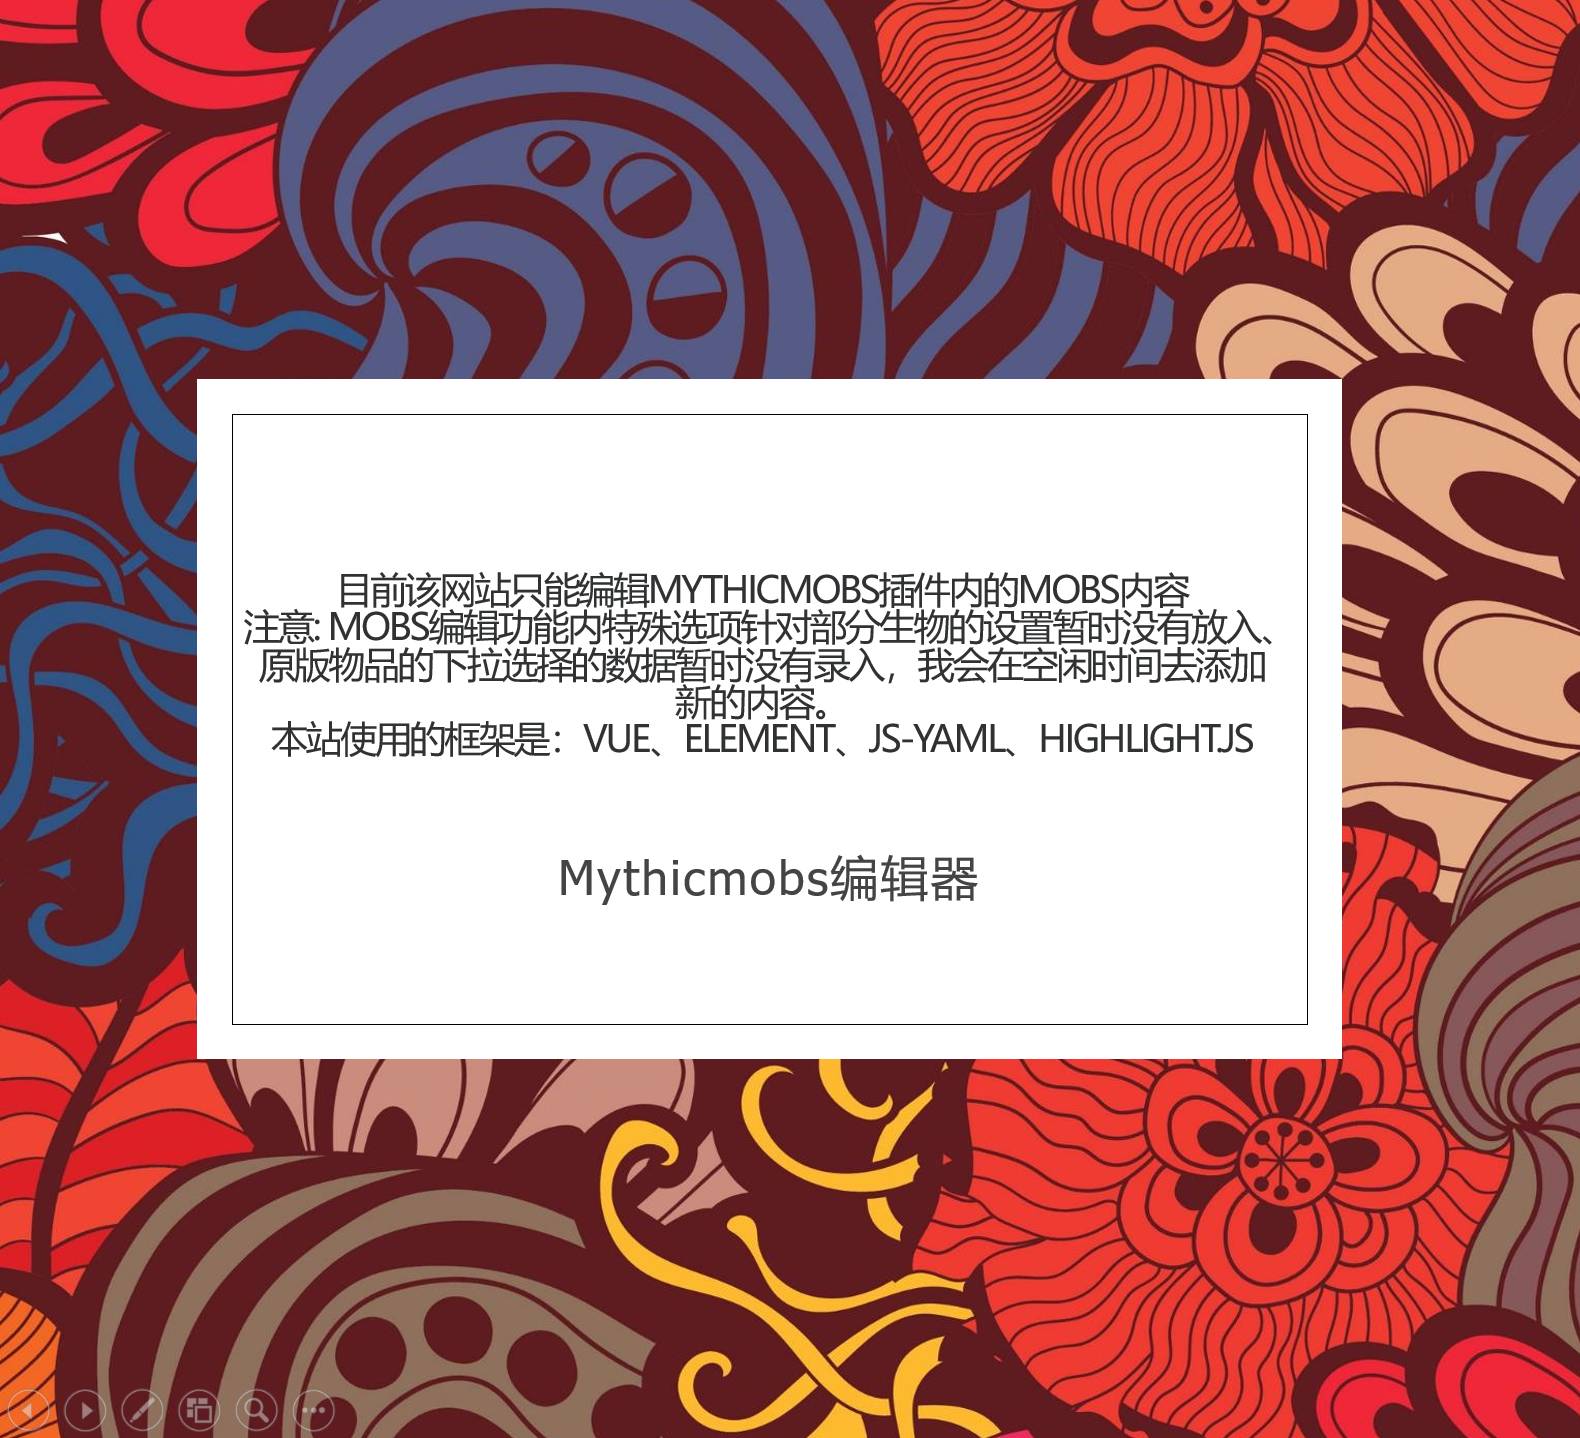 目前该网站只能编辑MYTHICMOBS插件内的MOBS内容
注意: MOBS编辑功能内特殊选项针对部分生物的设置暂时没有放入、
原版物品的下拉选择的数据暂时没有录入，我会在空闲时间去添加
新的内容。
本站使用的框架是：VUE、ELEMENT、JS-YAML、HIGHLIGHT.JS
Mythicmobs编辑器